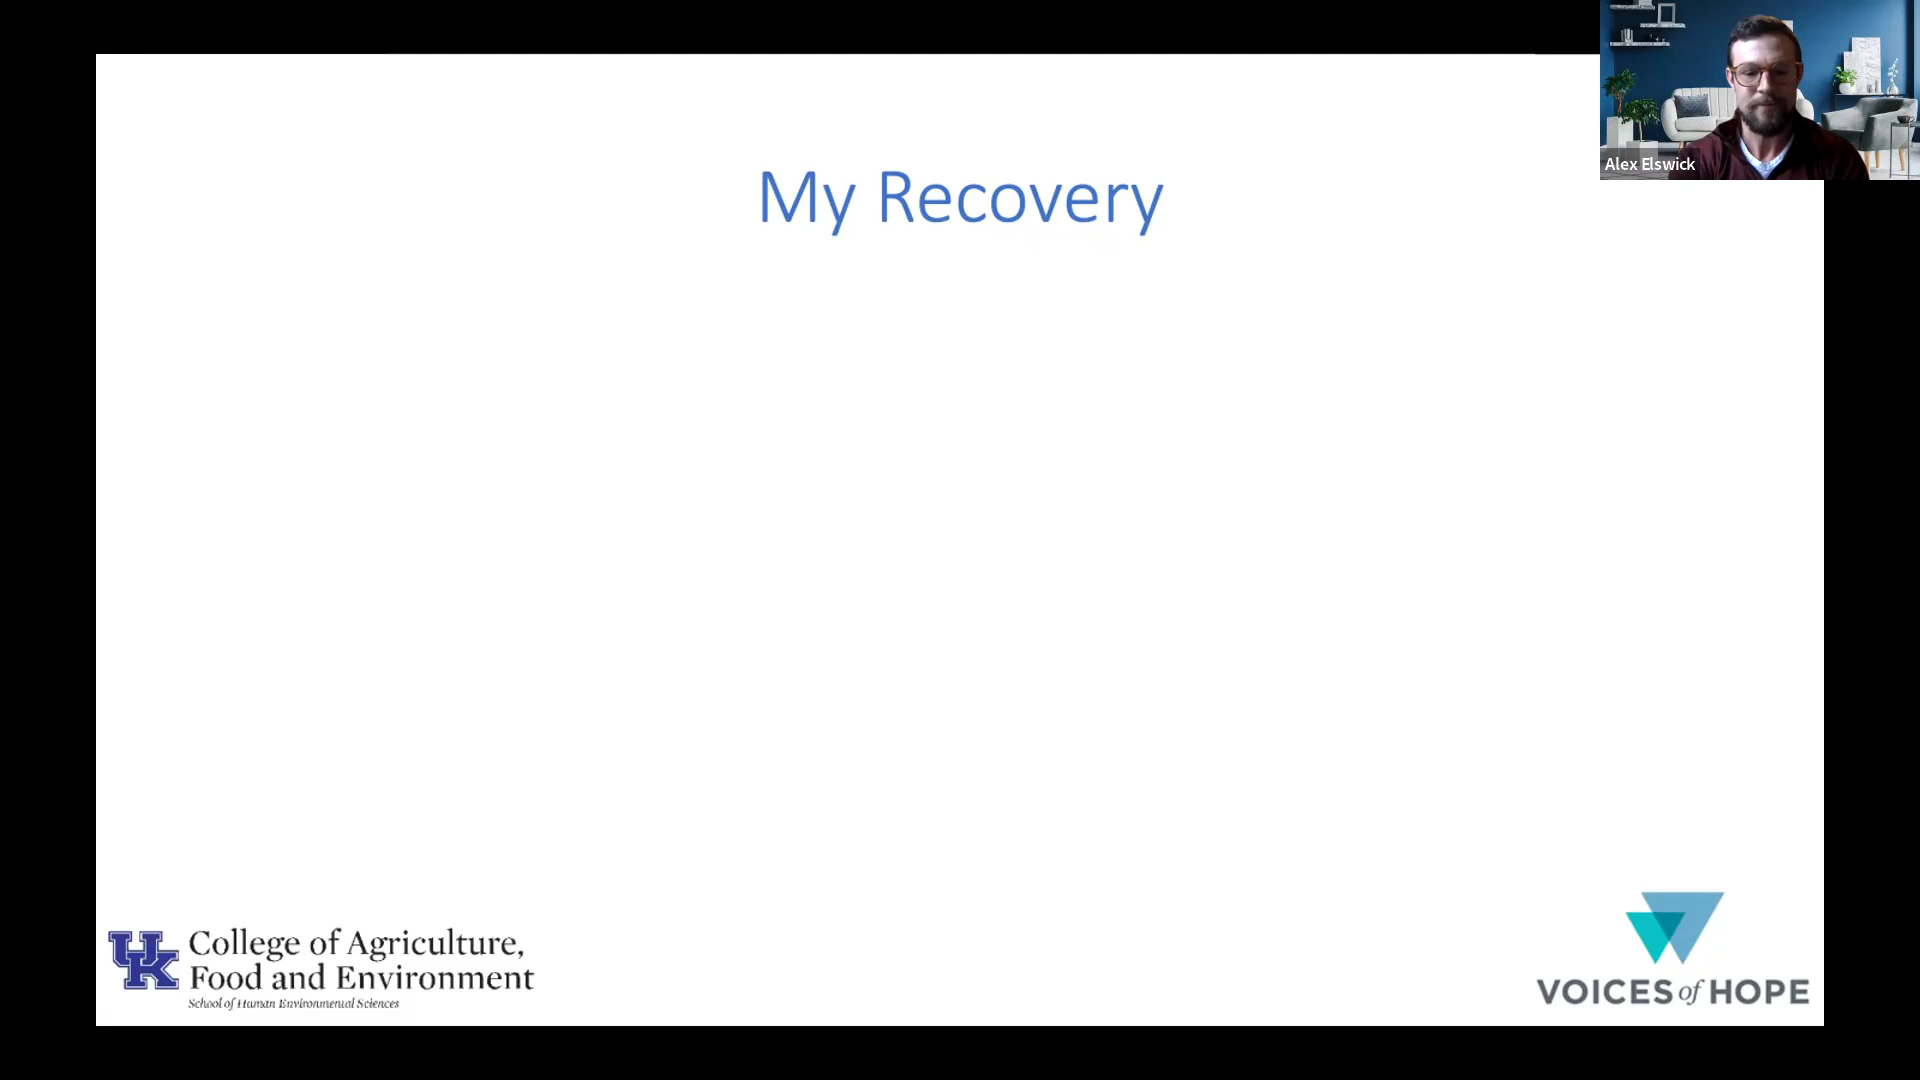 Alex Elswick
My Recovery
UK
College of Agriculture,
Food and Environment
School of Human Environmental Sciences
VOICES of HOPE